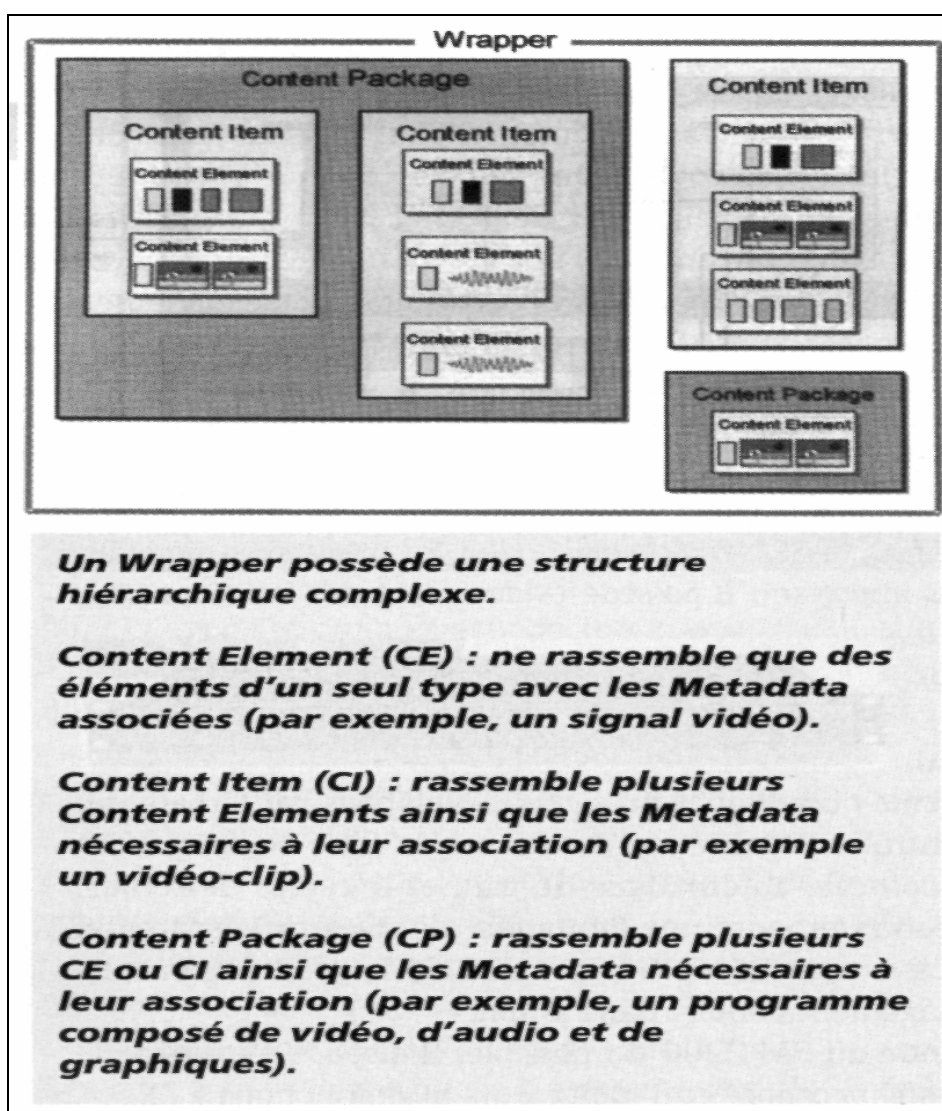 Wrapper
Content Package
Content Item
Content Element
Content Element
Content Item
Content Element
Content Element
Content Element
Content Item
Content Element
Content Element
Content Element
Content Package
Content Element
Un Wrapper possède une structure
hiérarchique complexe.
Content Element (CE) : ne rassemble que des
éléments d'un seul type avec les Metadata
associées (par exemple, un signal vidéo).
Content Item (CI) : rassemble plusieurs
Content Elements ainsi que les Metadata
nécessaires à leur association (par exemple
un vidéo-clip).
Content Package (CP) : rassemble plusieurs
CE ou CI ainsi que les Metadata nécessaires à
leur association (par exemple, un programme
composé de vidéo, d'audio et de
graphiques).